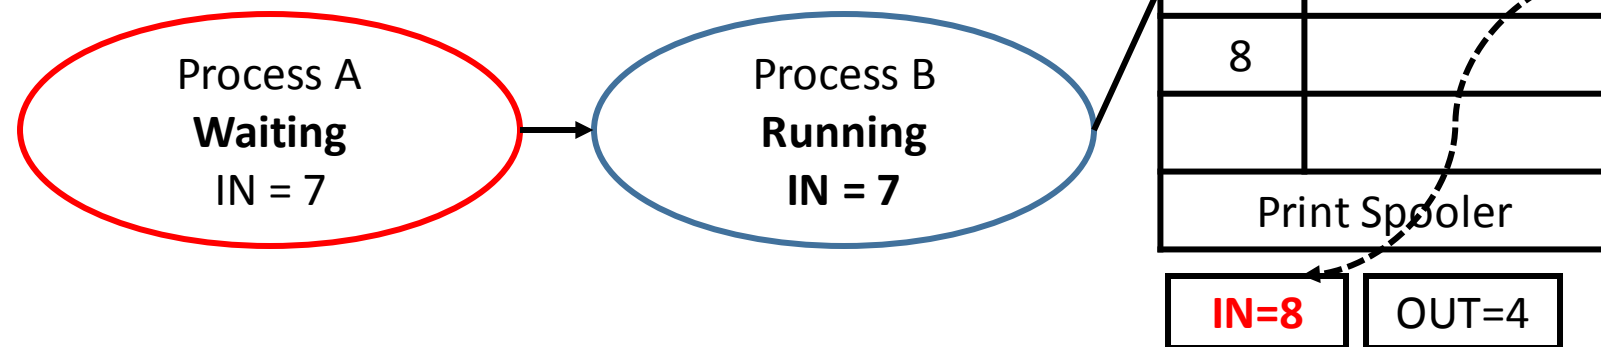 Process A
Waiting
IN = 7
Process B
Running
IN = 7
8
Print Spooler
IN=8
OUT=4